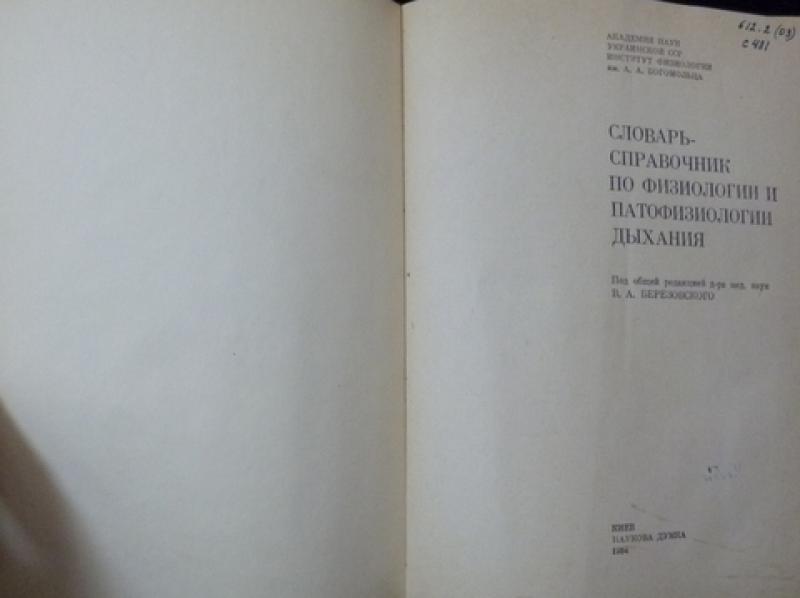 612.2(03)
С 481
АКАДЕМИЯ НАУК
УКРАИНСКОЙ ССР
ИНСТИТУТ ФИЗИОЛОГИИ
им. А. А. БОГОМОЛЬЦА
СЛОВАРЬ-
СПРАВОЧНИК
ПО ФИЗИОЛОГИИ И
ПАТОФИЗИОЛОГИИ
ДЫХАНИЯ
Под общей редакцией д-ра мед. наук
В. А. БЕРЕЗОВСКОГО
КИЕВ
НАУКОВА ДУМКА
1984